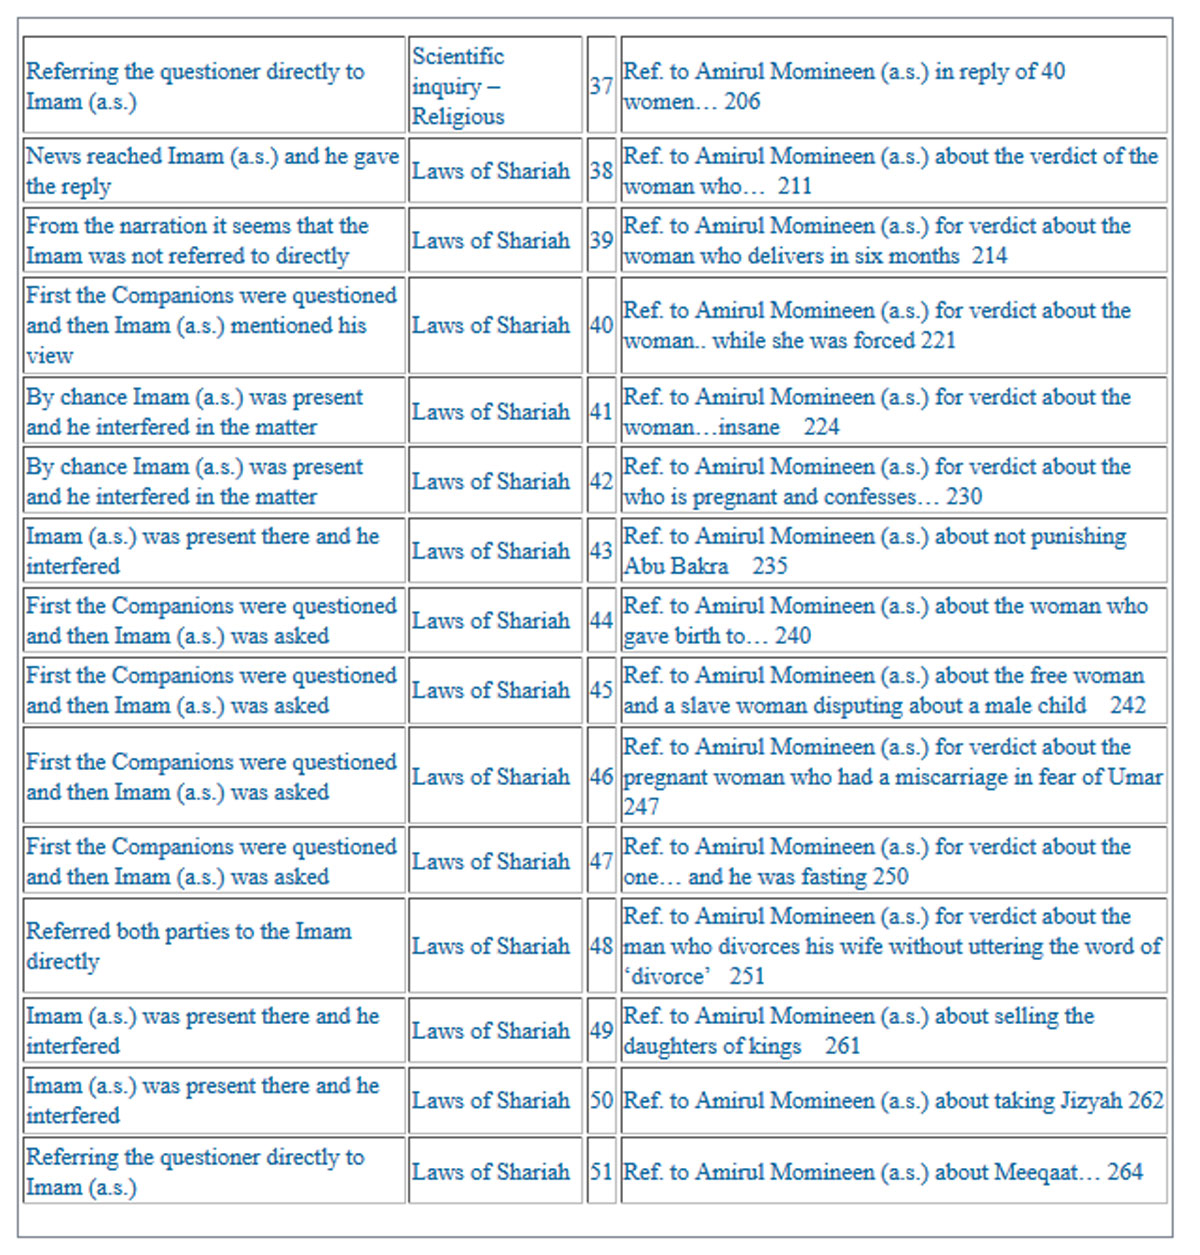 Referring the questioner directly to
Imam (a.s.)
Scientific
inquiry –
Religious
37
Ref. to Amirul Momineen (a.s.) in reply of 40
women… 206
News reached Imam (a.s.) and he gave
the reply
Laws of Shariah
38
Ref. to Amirul Momineen (a.s.) about the verdict of the
woman who… 211
From the narration it seems that the
Imam was not referred to directly
Laws of Shariah
39
Ref. to Amirul Momineen (a.s.) for verdict about the
woman who delivers in six months 214
First the Companions were questioned
and then Imam (a.s.) mentioned his
view
Laws of Shariah
40
Ref. to Amirul Momineen (a.s.) for verdict about the
woman.. while she was forced 221
By chance Imam (a.s.) was present
and he interfered in the matter
Laws of Shariah
41
Ref. to Amirul Momineen (a.s.) for verdict about the
woman…insane 224
By chance Imam (a.s.) was present
and he interfered in the matter
Laws of Shariah
42
Ref. to Amirul Momineen (a.s.) for verdict about the
who is pregnant and confesses… 230
Imam (a.s.) was present there and he
interfered
Laws of Shariah
43
Ref. to Amirul Momineen (a.s.) about not punishing
Abu Bakra 235
First the Companions were questioned
and then Imam (a.s.) was asked
Laws of Shariah
44
Ref. to Amirul Momineen (a.s.) about the woman who
gave birth to… 240
First the Companions were questioned
and then Imam (a.s.) was asked
Laws of Shariah
45
Ref. to Amirul Momineen (a.s.) about the free woman
and a slave woman disputing about a male child 242
First the Companions were questioned
and then Imam (a.s.) was asked
Laws of Shariah
46
Ref. to Amirul Momineen (a.s.) for verdict about the
pregnant woman who had a miscarriage in fear of Umar
247
First the Companions were questioned
and then Imam (a.s.) was asked
Laws of Shariah
47
Ref. to Amirul Momineen (a.s.) for verdict about the
one… and he was fasting 250
Referred both parties to the Imam
directly
Laws of Shariah
48
Ref. to Amirul Momineen (a.s.) for verdict about the
man who divorces his wife without uttering the word of
‘divorce’ 251
Imam (a.s.) was present there and he
interfered
Laws of Shariah
49
Ref. to Amirul Momineen (a.s.) about selling the
daughters of kings 261
Imam (a.s.) was present there and he
interfered
Laws of Shariah
50
Ref. to Amirul Momineen (a.s.) about taking Jizyah 262
Referring the questioner directly to
Imam (a.s.)
Laws of Shariah
51
Ref. to Amirul Momineen (a.s.) about Meeqaat… 264